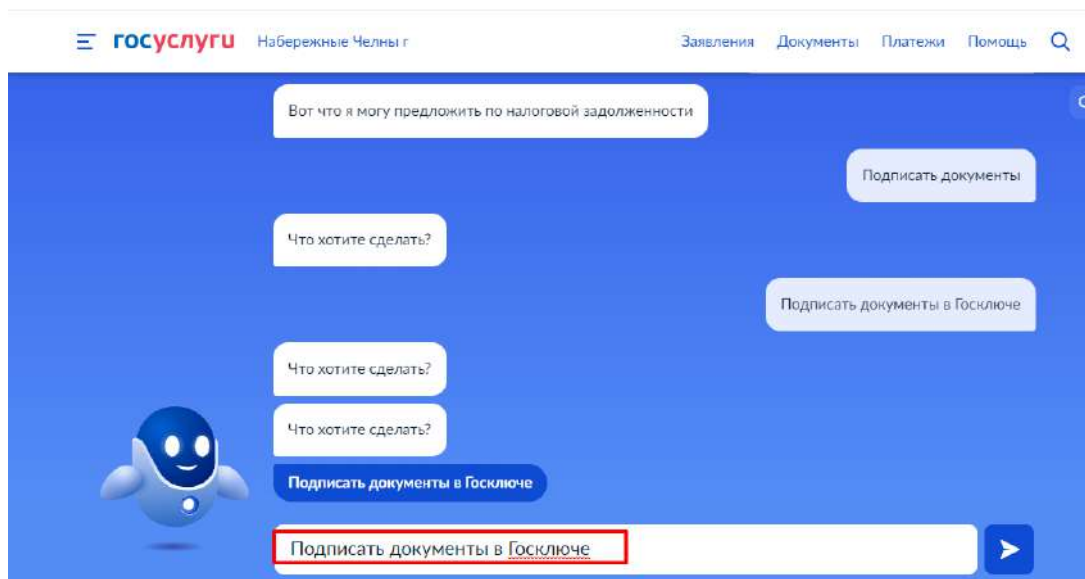 госуслуги Набережные Челны г Заявления Документы Платежи Помощь
Вот что я могу предложить по налоговой задолженности
Подписать документы
Что хотите сделать?
Подписать документы в Госключе
Что хотите сделать?
Что хотите сделать?
Подписать документы в Госключе
Подписать документы в Госключе